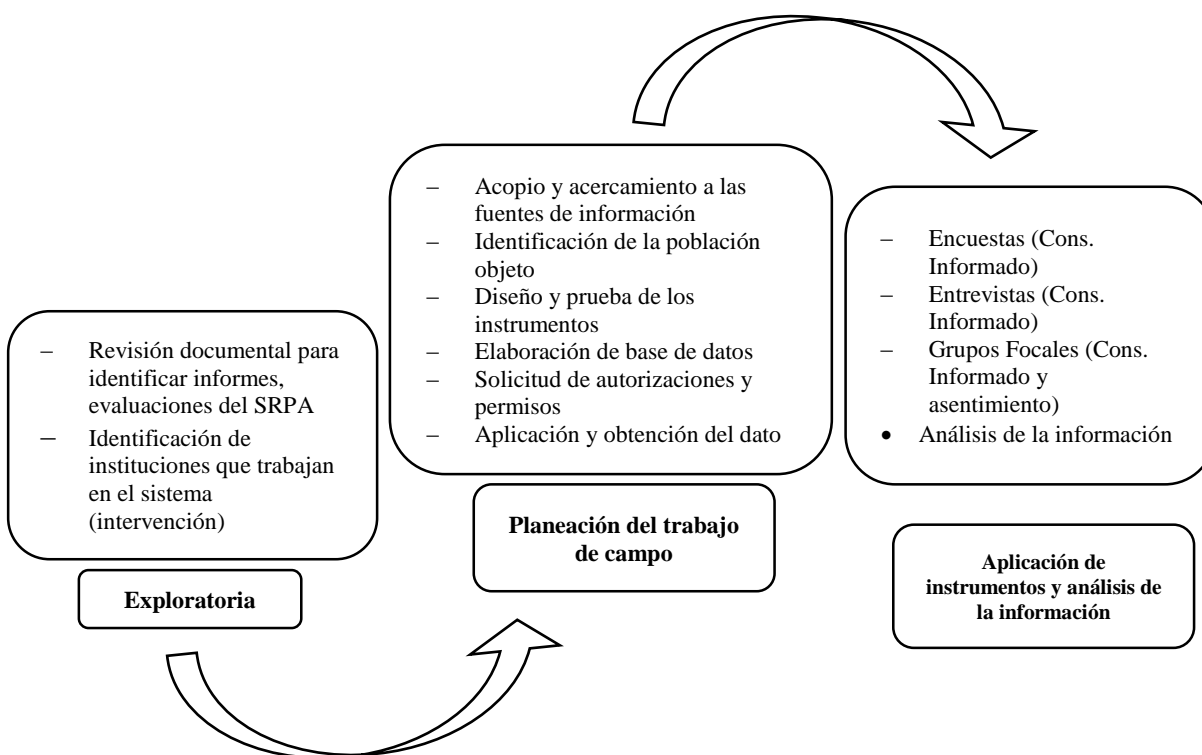 – Revisión documental para
identificar informes,
evaluaciones del SRPA
– Identificación de
instituciones que trabajan
en el sistema
(intervención)
Exploratoria
– Acopio y acercamiento a las
fuentes de información
– Identificación de la población
objeto
– Diseño y prueba de los
instrumentos
– Elaboración de base de datos
– Solicitud de autorizaciones y
permisos
– Aplicación y obtención del dato
Planeación del trabajo
de campo
– Encuestas (Cons.
Informado)
– Entrevistas (Cons.
Informado)
– Grupos Focales (Cons.
Informado y
asentimiento)
• Análisis de la información
Aplicación de
instrumentos y análisis de
la información